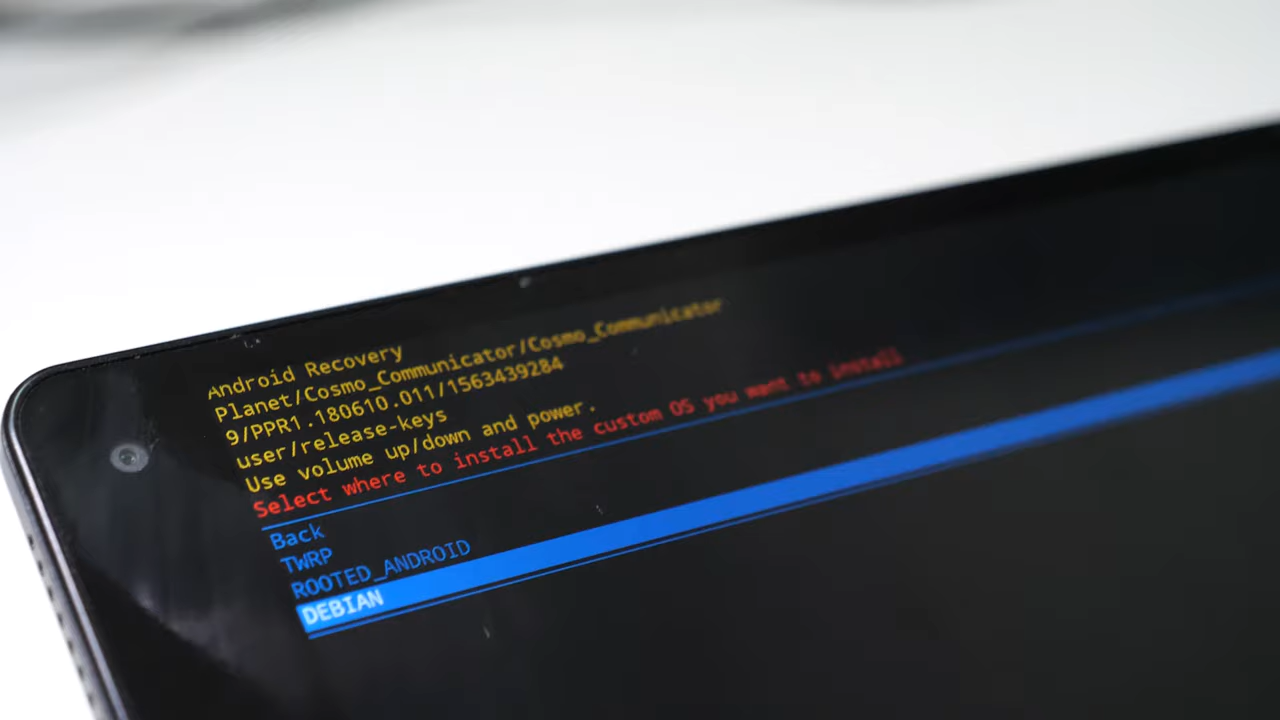 Android Recovery
Planet/Cosmo_Communicator/Cosmo_Communicator
9/PPR1.180610.011/1563439284
user/release-keys
Use volume up/down and power.
Select where to install the custom OS you want to install
Back
TWRP
ROOTED_ANDROID
DEBIAN